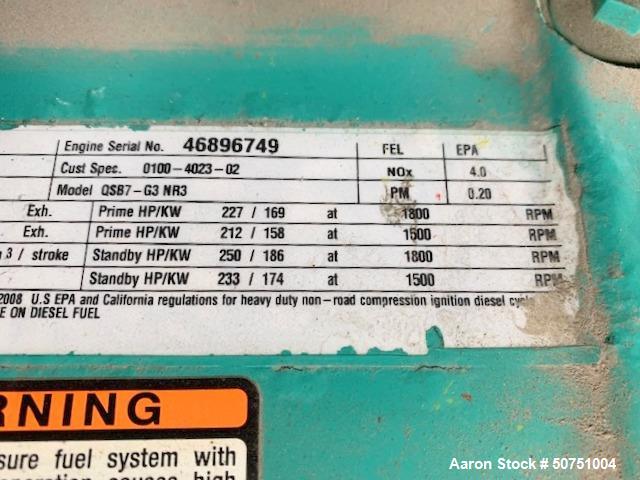 Engine Serial No. 46896749 FEL EPA
Cust Spec. 0100-4023-02 NOx 4.0
Model QSB7-G3 NR3 PM 0.20
Exh. Prime HP/KW 227 / 169 at 1800 RPM
Exh. Prime HP/KW 212 / 158 at 1500 RPM
3 / stroke Standby HP/KW 250 / 186 at 1800 RPM
Standby HP/KW 233 / 174 at 1500 RPM
2008 U.S EPA and California regulations for heavy duty non-road compression ignition diesel cycle
E ON DIESEL FUEL
RNING
sure fuel system with
causes high
Aaron Stock # 50751004